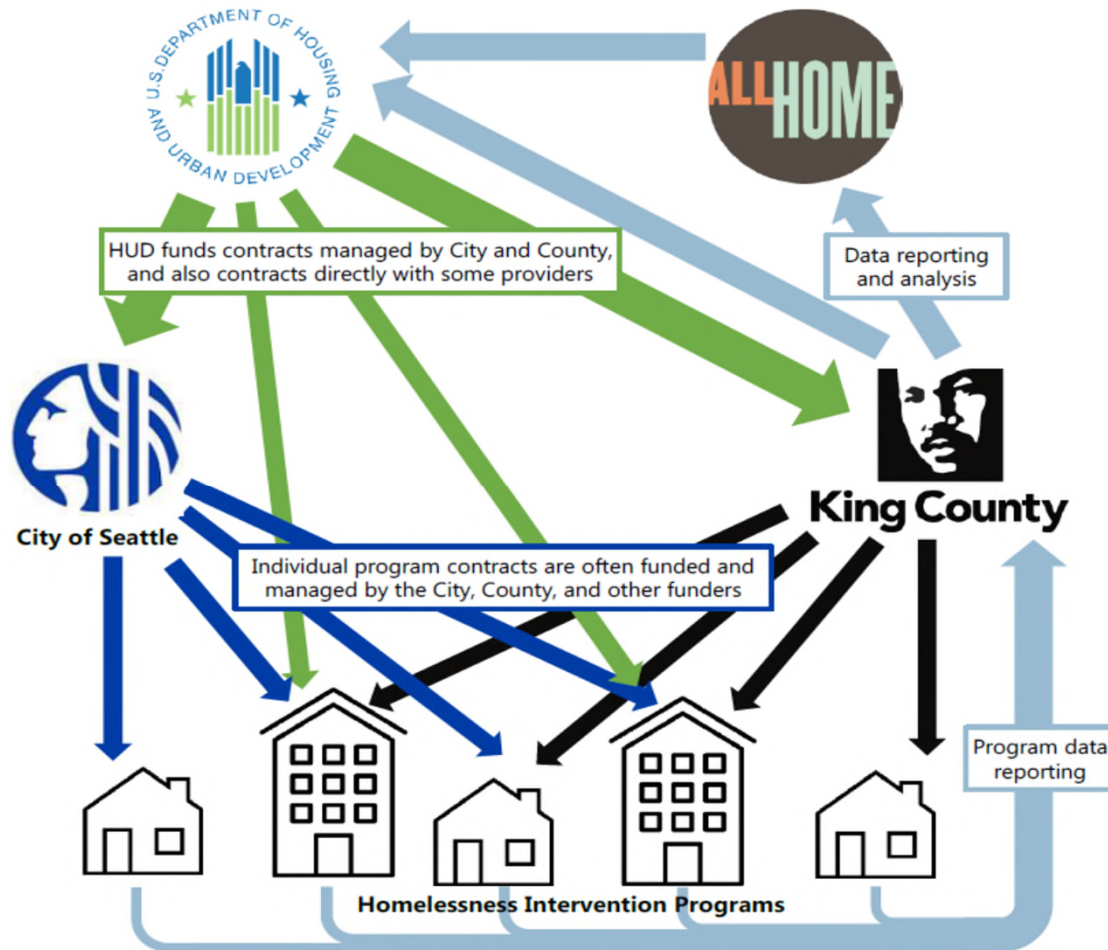 U.S. DEPARTMENT OF HOUSING
AND URBAN DEVELOPMENT
ALL
HOME
HUD funds contracts managed by City and County,
and also contracts directly with some providers
Data reporting
and analysis
City of Seattle
King County
Individual program contracts are often funded and
managed by the City, County, and other funders
Program data
reporting
Homelessness Intervention Programs